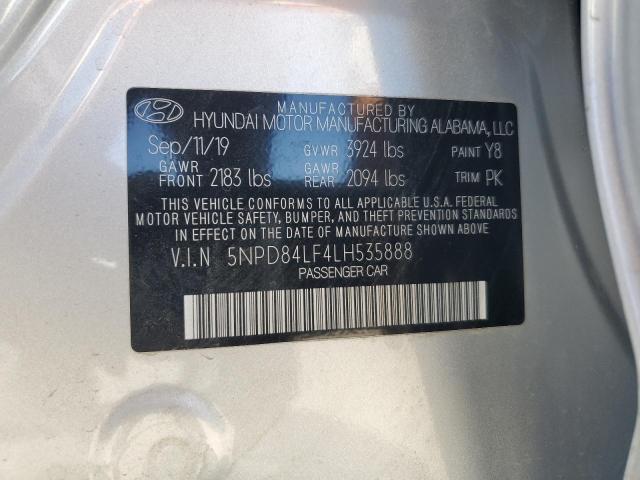 MANUFACTURED BY
HYUNDAI MOTOR MANUFACTURING ALABAMA, LLC
Sep/11/19 GVWR 3924 lbs PAINT Y8
GAWR FRONT 2183 lbs GAWR REAR 2094 lbs TRIM PK
THIS VEHICLE CONFORMS TO ALL APPLICABLE U.S.A. FEDERAL
MOTOR VEHICLE SAFETY, BUMPER, AND THEFT PREVENTION STANDARDS
IN EFFECT ON THE DATE OF MANUFACTURE SHOWN ABOVE.
V.I.N 5NPD84LF4LH535888
PASSENGER CAR